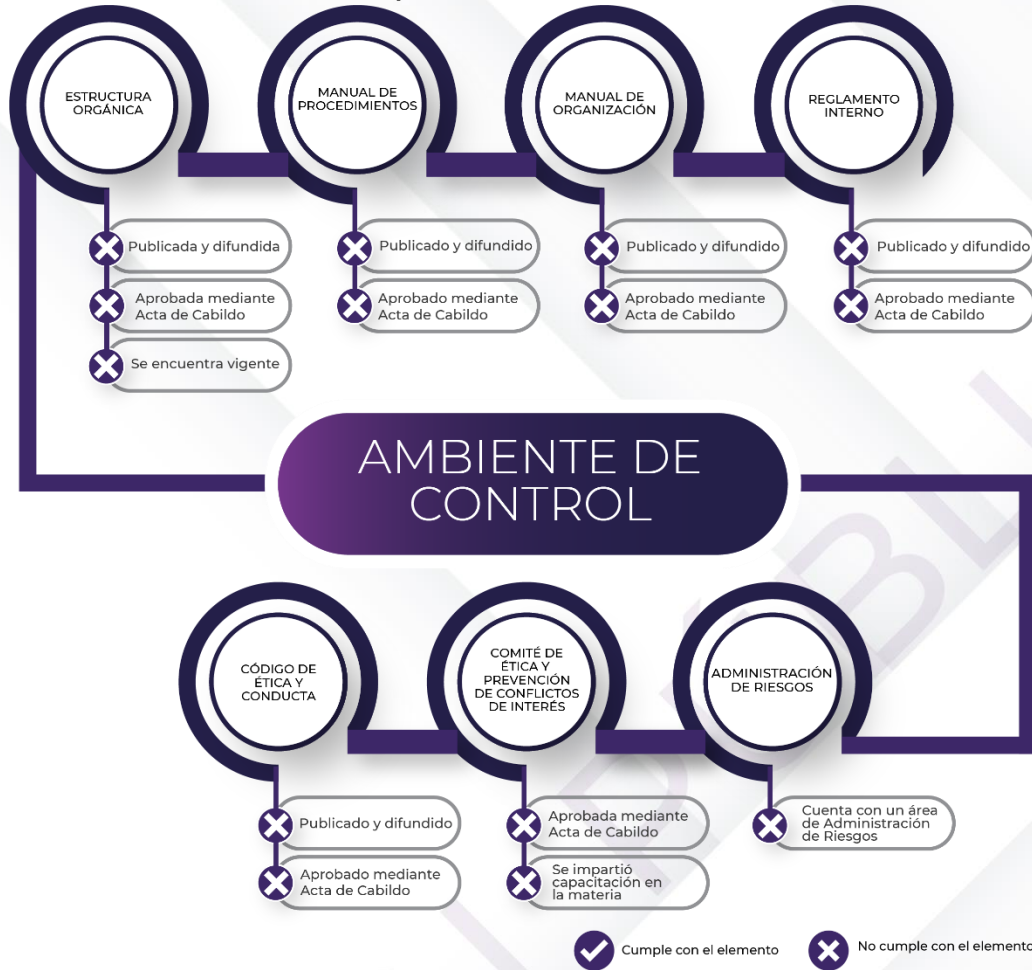 ESTRUCTURA
ORGÁNICA
MANUAL DE
PROCEDIMIENTOS
MANUAL DE
ORGANIZACIÓN
REGLAMENTO
INTERNO
Publicada y difundida
Aprobada mediante
Acta de Cabildo
Se encuentra vigente
Publicado y difundido
Aprobado mediante
Acta de Cabildo
Publicado y difundido
Aprobado mediante
Acta de Cabildo
Publicado y difundido
Aprobado mediante
Acta de Cabildo
AMBIENTE DE
CONTROL
CÓDIGO DE
ÉTICA Y
CONDUCTA
COMITÉ DE
ÉTICA Y
PREVENCIÓN
DE CONFLICTOS
DE INTERÉS
ADMINISTRACIÓN
DE RIESGOS
Publicado y difundido
Aprobado mediante
Acta de Cabildo
Aprobada mediante
Acta de Cabildo
Se impartió
capacitación en
la materia
Cuenta con un área
de Administración
de Riesgos
Cumple con el elemento
No cumple con el elemento